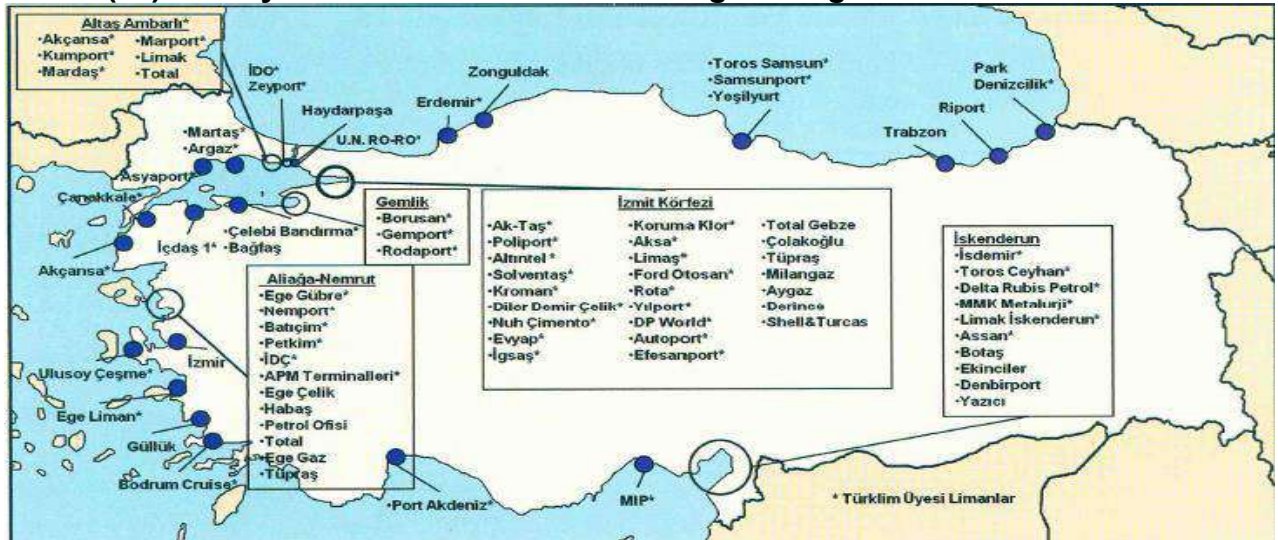 Altaş Ambarlı*
•Akçansa* •Marport*
•Kumport* •Limak
•Mardaş* •Total
İDO*
Zeyport*
Haydarpaşa
U.N. RO-RO*
Erdemir*
Zonguldak
•Toros Samsun*
•Samsunport*
•Yeşilyurt
Park
Denizcilik*
Riport
Trabzon
•Martaş*
•Argaz*
•Asyaport*
Çanakkale*
İçdaş 1*
Akçansa*
•Çelebi Bandırma*
•Bağfaş
Gemlik
•Borusan*
•Gemport*
•Rodaport*
İzmit Körfezi
•Ak-Taş* •Koruma Klor* •Total Gebze
•Poliport* •Aksa* •Çolakoğlu
•Altıntel* •Limaş* •Tüpraş
•Solventaş* •Ford Otosan* •Milangaz
•Kroman* •Rota* •Aygaz
•Diler Demir Çelik* •Yılport* •Derince
•Nuh Çimento* •DP World* •Shell&Turcas
•Evyap* •Autoport*
•İgsaş* •Efesanport*
İskenderun
•İsdemir*
•Toros Ceyhan*
•Delta Rubis Petrol*
•MMK Metalurji*
•Limak İskenderun*
•Assan*
•Botaş
•Ekinciler
•Denbirport
•Yazıcı
Aliağa-Nemrut
•Ege Gübre*
•Nemport*
•Batıçim*
•Petkim*
•İDÇ*
•APM Terminalleri*
•Ege Çelik
•Habaş
•Petrol Ofisi
•Total
•Ege Gaz
•Tüpraş
İzmir
Ulusoy Çeşme*
Ege Liman*
Güllük
Bodrum Cruise*
•Port Akdeniz*
MIP*
* Türklim Üyesi Limanlar